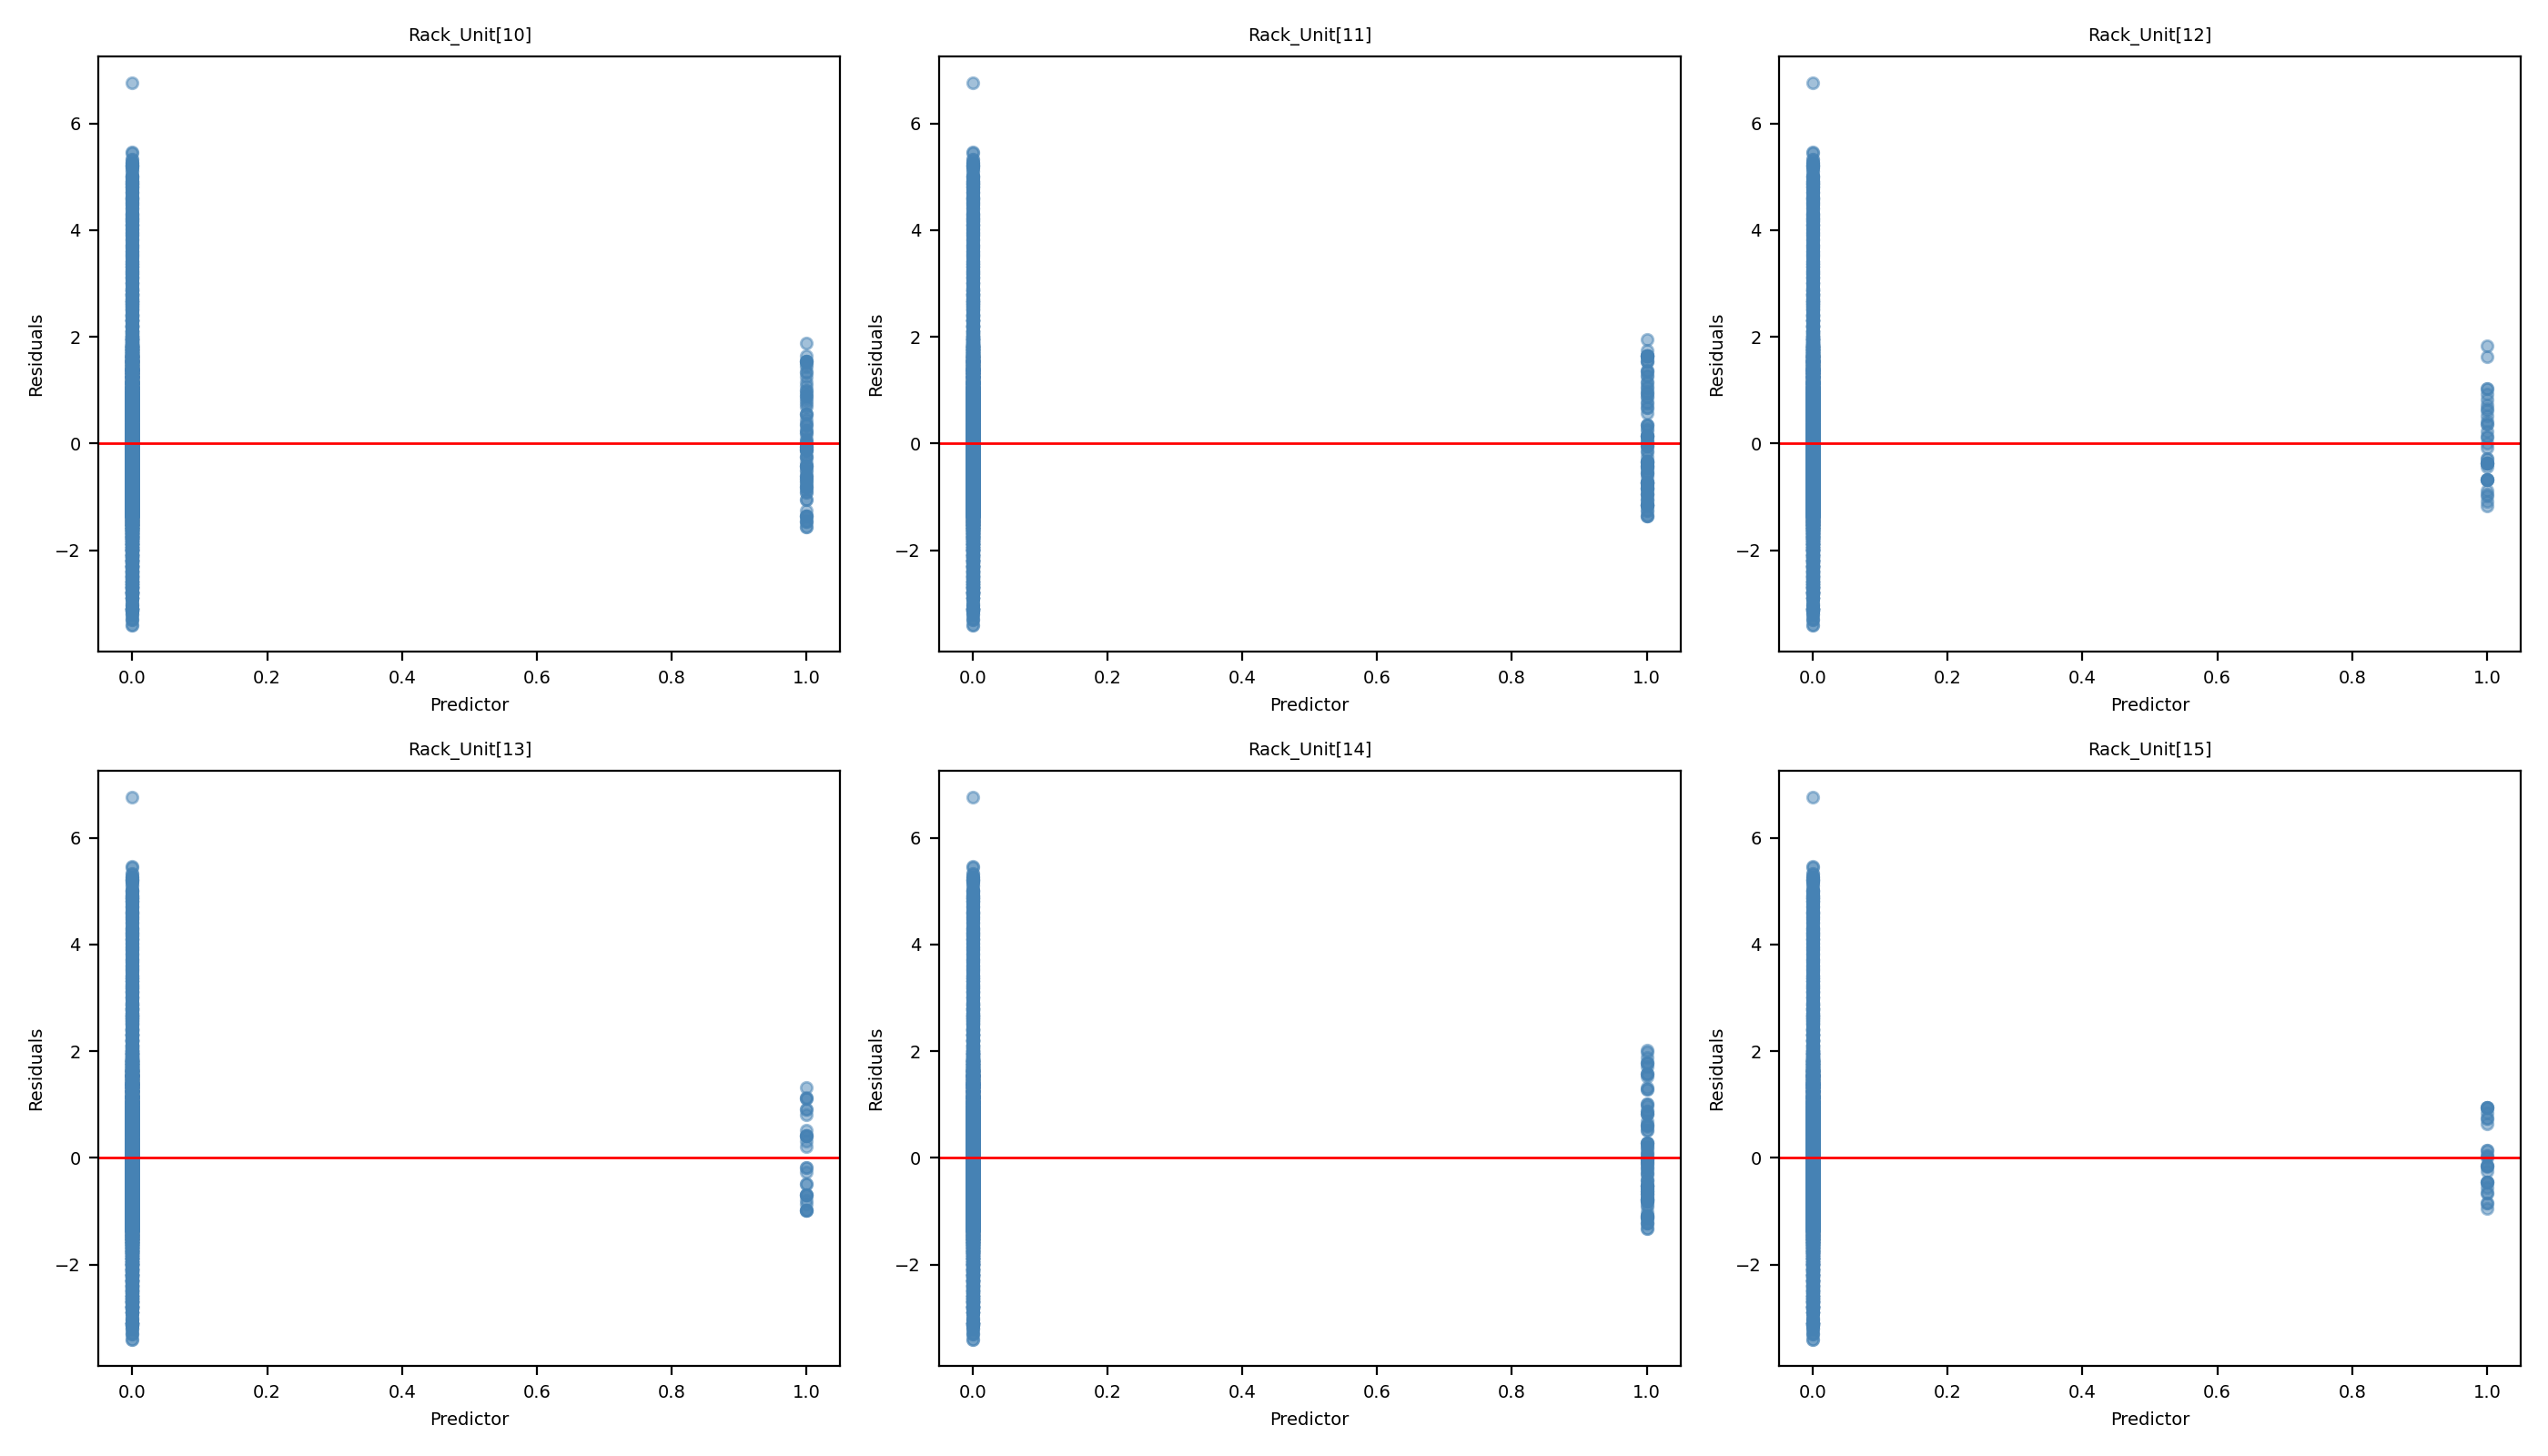 Rack_Unit[10] Rack_Unit[11] Rack_Unit[12]
6 6 6
4 4 4
2 2 2
0 0 0
−2 −2 −2
Residuals Residuals Residuals
0.0 0.2 0.4 0.6 0.8 1.0 0.0 0.2 0.4 0.6 0.8 1.0 0.0 0.2 0.4 0.6 0.8 1.0
Predictor Predictor Predictor
Rack_Unit[13] Rack_Unit[14] Rack_Unit[15]
6 6 6
4 4 4
2 2 2
0 0 0
−2 −2 −2
Residuals Residuals Residuals
0.0 0.2 0.4 0.6 0.8 1.0 0.0 0.2 0.4 0.6 0.8 1.0 0.0 0.2 0.4 0.6 0.8 1.0
Predictor Predictor Predictor